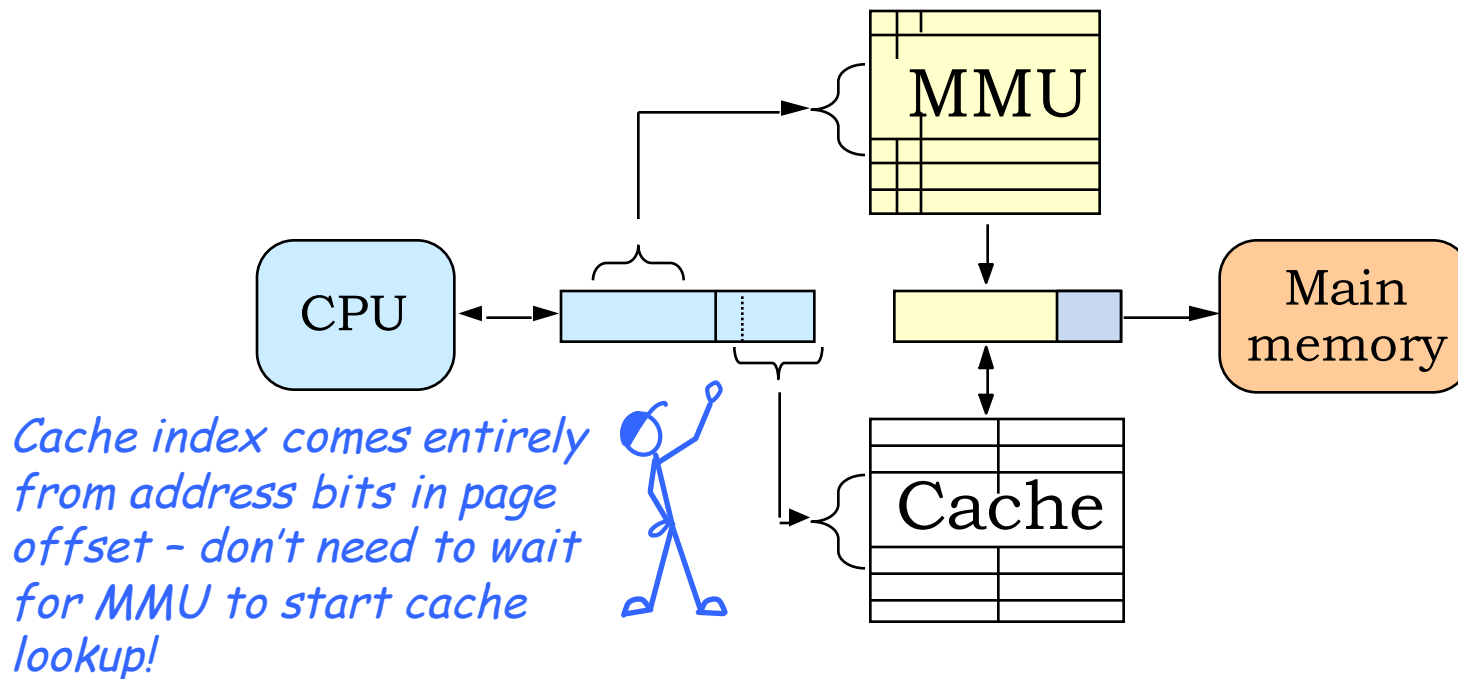 MMU
CPU
Main
memory
Cache index comes entirely
from address bits in page
offset – don't need to wait
for MMU to start cache
lookup!
Cache